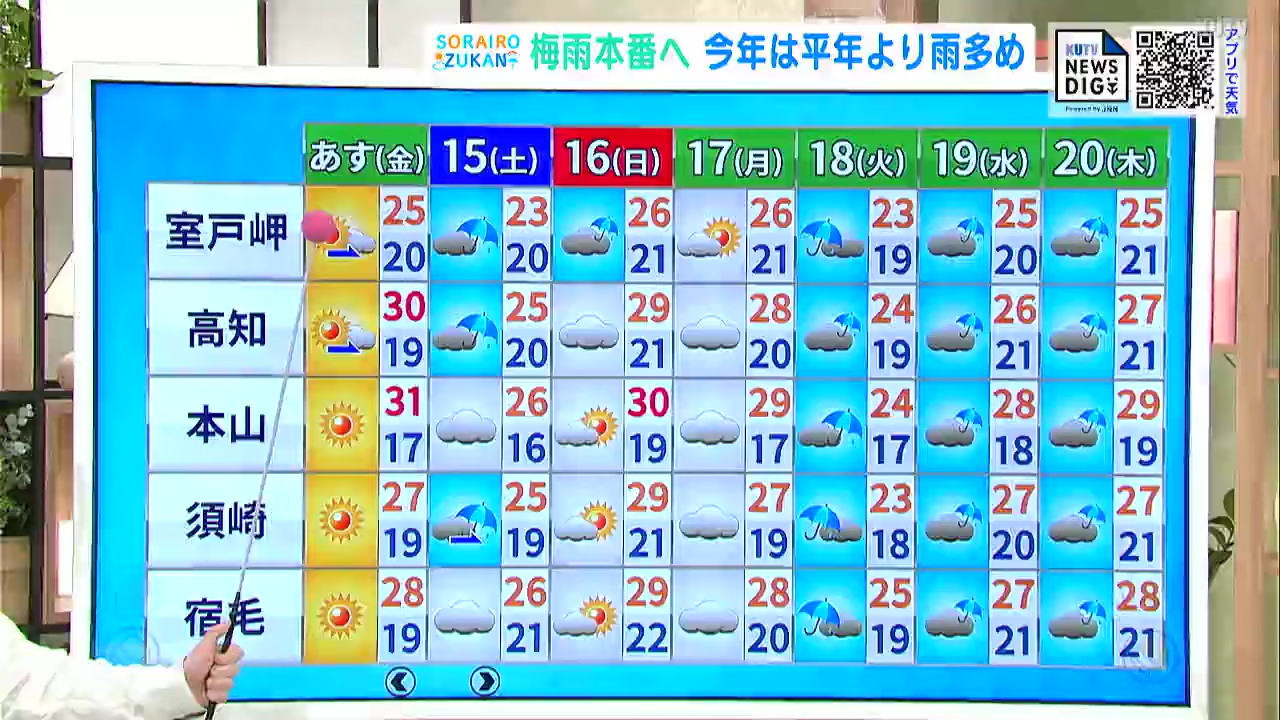 SORAIRO
ZUKAN
梅雨本番へ 今年は平年より雨多め
KUTV
NEWS
DIG
Powered by JNN
アプリで天気
あす(金) 15(土) 16(日) 17(月) 18(火) 19(水) 20(木)
室戸岬 25 23 26 26 23 25 25
20 20 21 21 19 20 21
高知 30 25 29 28 24 26 27
19 20 21 20 19 21 21
本山 31 26 30 29 24 28 29
17 16 19 17 17 18 19
須崎 27 25 29 27 23 27 27
19 19 21 19 18 20 21
宿毛 28 26 29 28 25 27 28
19 21 22 20 19 21 21